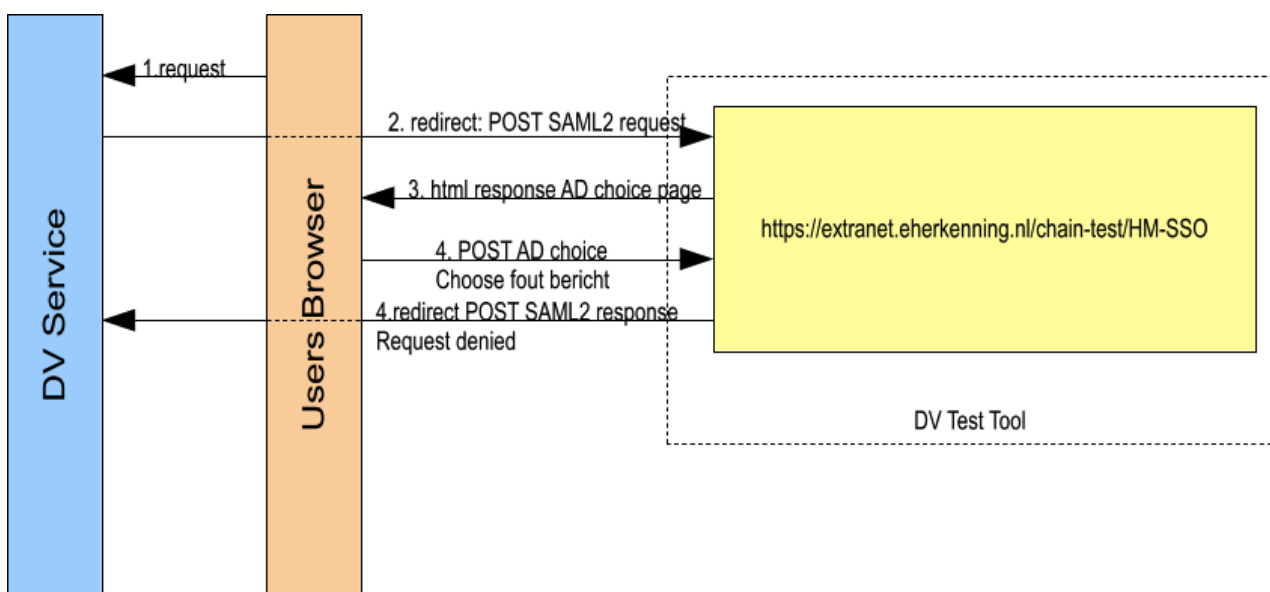 1.request
2. redirect: POST SAML2 request
3. html response AD choice page
https://extranet.eherkenning.nl/chain-test/HM-SSO
4. POST AD choice
Choose fout bericht
4.redirect POST SAML2 response
Request denied
DV Service
Users Browser
DV Test Tool